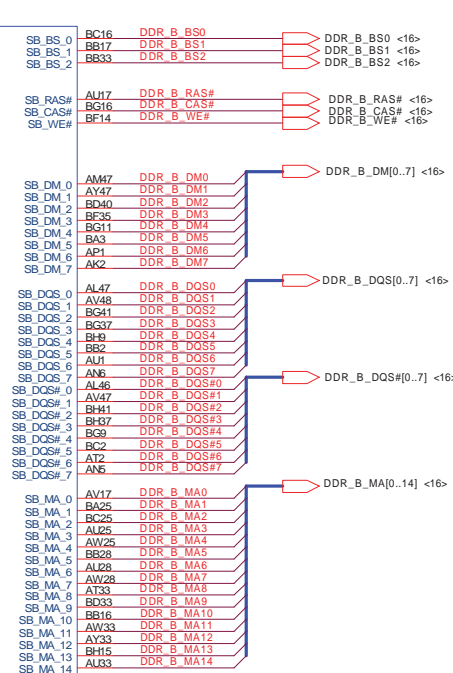 SB_BS_0 BC16 DDR_B_BS0 DDR_B_BS0 <16>
SB_BS_1 BB17 DDR_B_BS1 DDR_B_BS1 <16>
SB_BS_2 BB33 DDR_B_BS2 DDR_B_BS2 <16>
SB_RAS# AU17 DDR_B_RAS# DDR_B_RAS# <16>
SB_CAS# BG16 DDR_B_CAS# DDR_B_CAS# <16>
SB_WE# BF14 DDR_B_WE# DDR_B_WE# <16>
DDR_B_DM[0..7] <16>
SB_DM_0 AM47 DDR_B_DM0
SB_DM_1 AY47 DDR_B_DM1
SB_DM_2 BD40 DDR_B_DM2
SB_DM_3 BF35 DDR_B_DM3
SB_DM_4 BG11 DDR_B_DM4
SB_DM_5 BA3 DDR_B_DM5
SB_DM_6 AP1 DDR_B_DM6
SB_DM_7 AK2 DDR_B_DM7
DDR_B_DQS[0..7] <16>
SB_DQS_0 AL47 DDR_B_DQS0
SB_DQS_1 AV48 DDR_B_DQS1
SB_DQS_2 BG41 DDR_B_DQS2
SB_DQS_3 BG37 DDR_B_DQS3
SB_DQS_4 BH9 DDR_B_DQS4
SB_DQS_5 BB2 DDR_B_DQS5
SB_DQS_6 AU1 DDR_B_DQS6
SB_DQS_7 AN6 DDR_B_DQS7
DDR_B_DQS#[0..7] <16>
SB_DQS#_0 AL46 DDR_B_DQS#0
SB_DQS#_1 AV47 DDR_B_DQS#1
SB_DQS#_2 BH41 DDR_B_DQS#2
SB_DQS#_3 BH37 DDR_B_DQS#3
SB_DQS#_4 BG9 DDR_B_DQS#4
SB_DQS#_5 BC2 DDR_B_DQS#5
SB_DQS#_6 AT2 DDR_B_DQS#6
SB_DQS#_7 AN5 DDR_B_DQS#7
DDR_B_MA[0..14] <16>
SB_MA_0 AV17 DDR_B_MA0
SB_MA_1 BA25 DDR_B_MA1
SB_MA_2 BC25 DDR_B_MA2
SB_MA_3 AU25 DDR_B_MA3
SB_MA_4 AW25 DDR_B_MA4
SB_MA_5 BB28 DDR_B_MA5
SB_MA_6 AU28 DDR_B_MA6
SB_MA_7 AW28 DDR_B_MA7
SB_MA_8 AT33 DDR_B_MA8
SB_MA_9 BD33 DDR_B_MA9
SB_MA_10 BB16 DDR_B_MA10
SB_MA_11 AW33 DDR_B_MA11
SB_MA_12 AY33 DDR_B_MA12
SB_MA_13 BH15 DDR_B_MA13
SB_MA_14 AU33 DDR_B_MA14